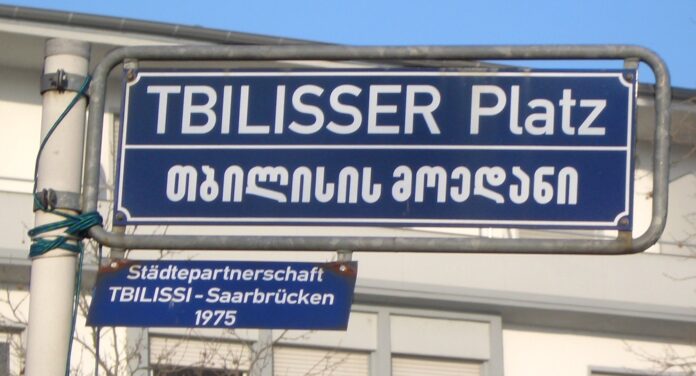 TBILISSER Platz
თბილისის მოედანი
Städtepartnerschaft
TBILISSI - Saarbrücken
1975